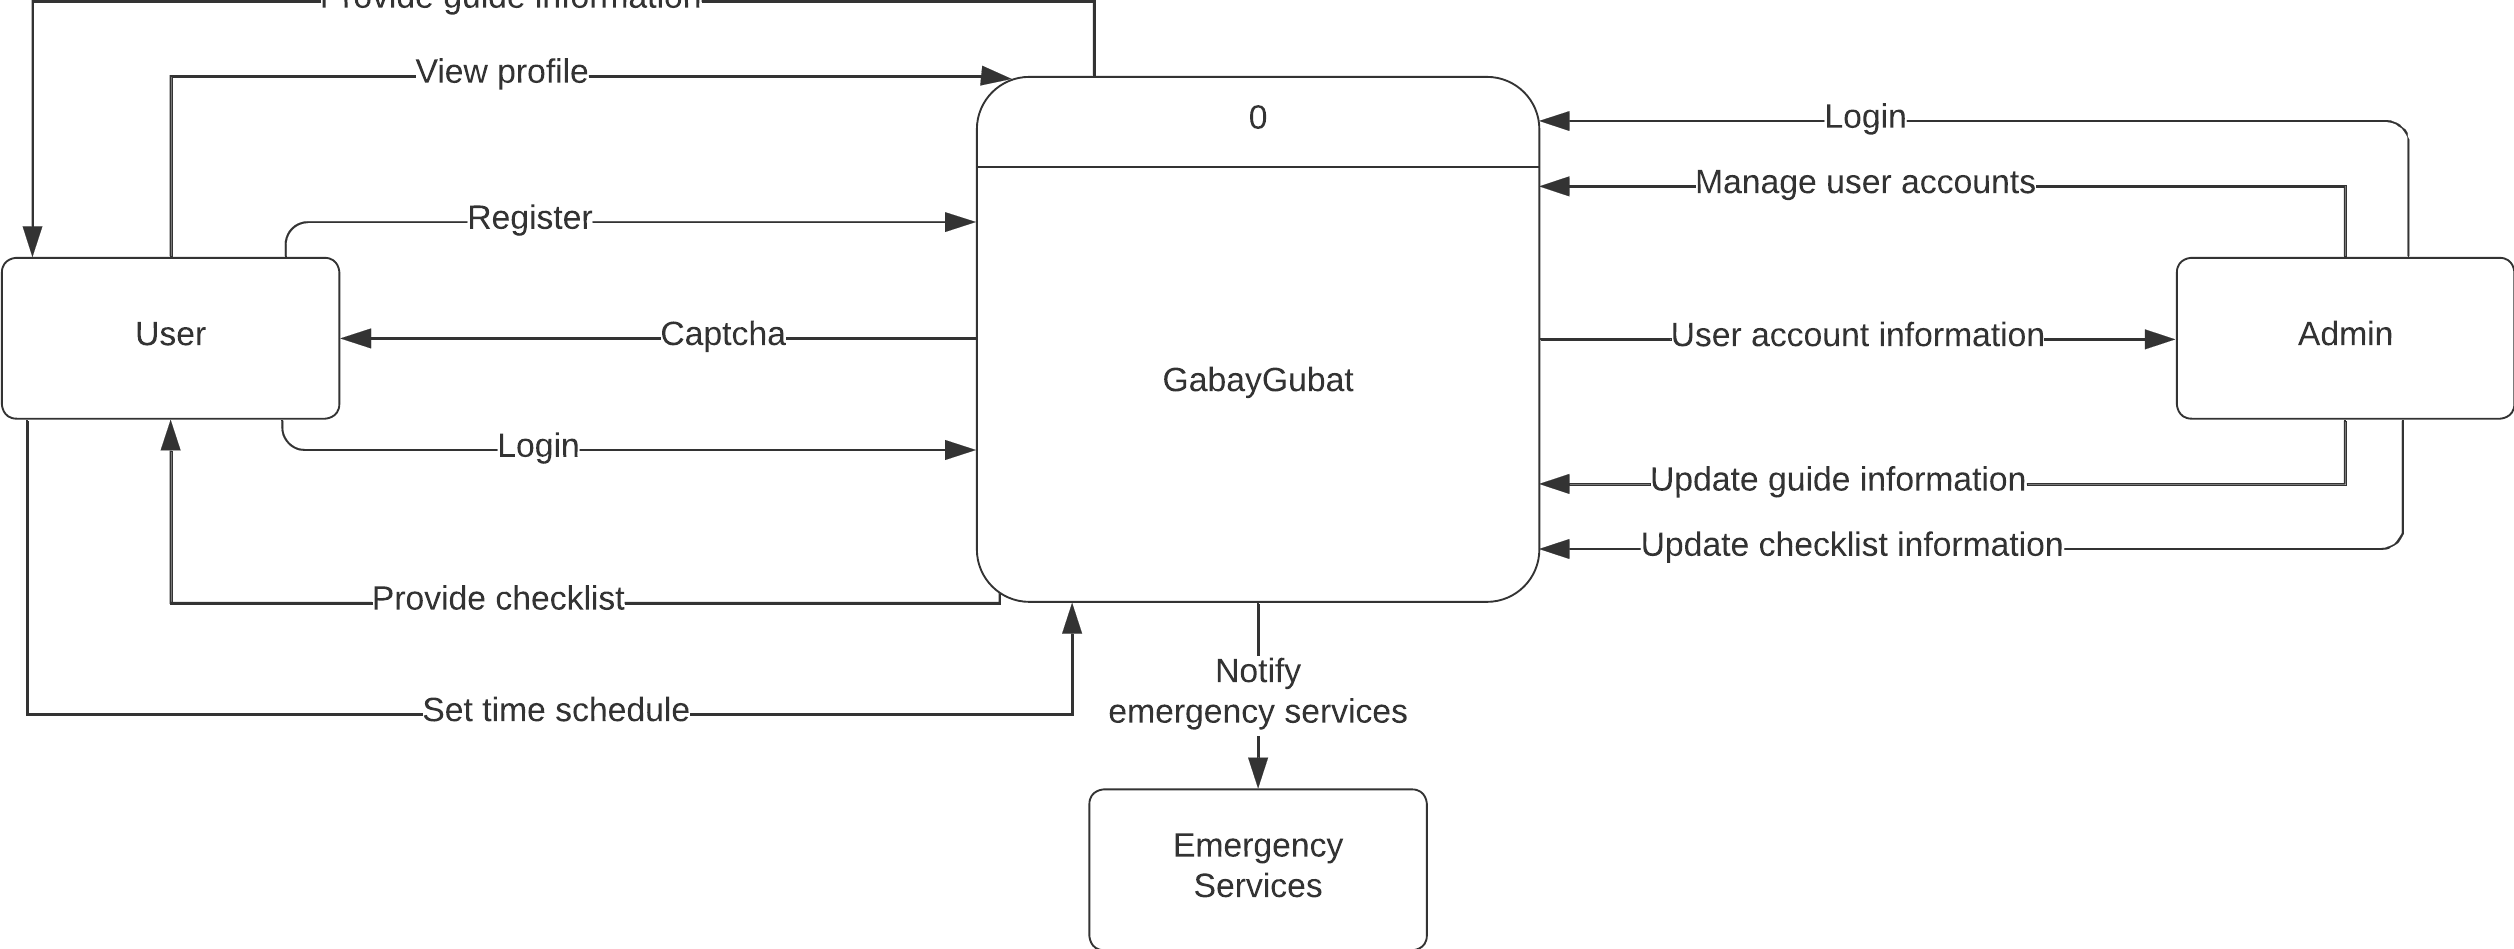 Provide guide information
View profile
0
Login
Manage user accounts
Register
User
Captcha
GabayGubat
User account information
Admin
Login
Update guide information
Update checklist information
Provide checklist
Set time schedule
Notify
emergency services
Emergency
Services